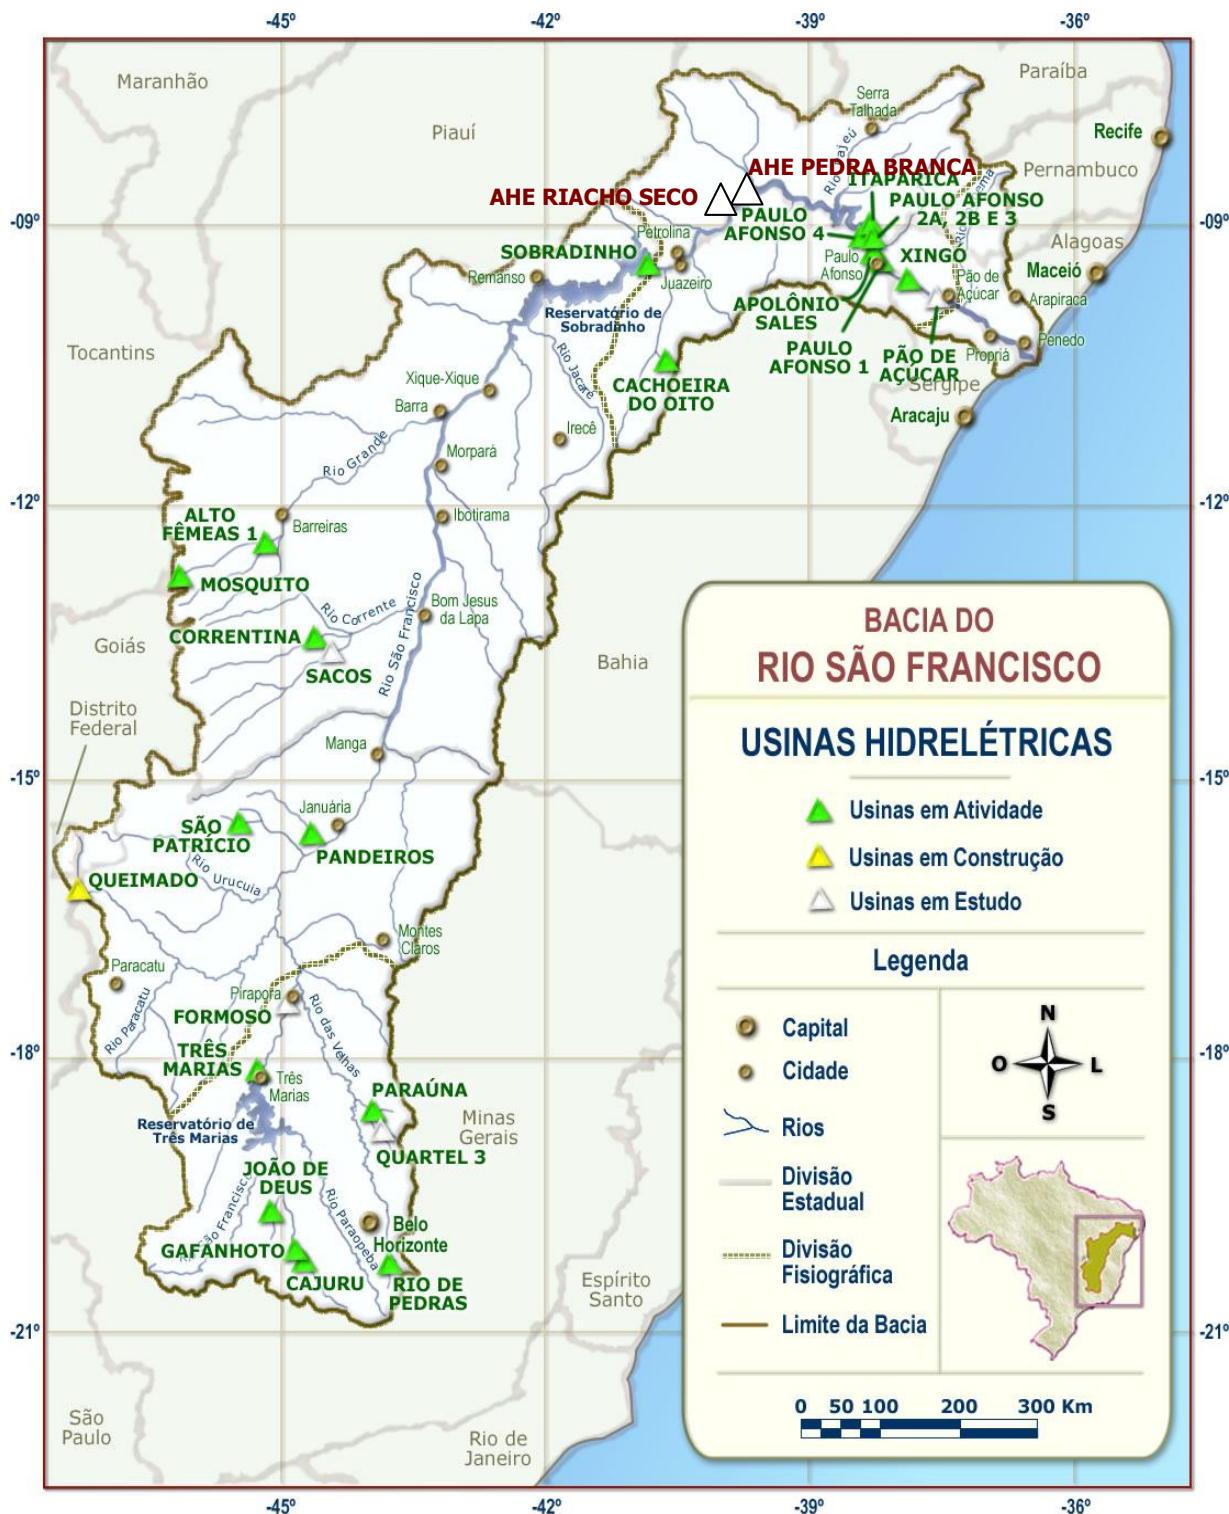 -45º
-42º
-39º
-36º
Maranhão
Piauí
Paraíba
Serra
Talhada
Recife
Pernambuco
AHE PEDRA BRANCA
AHE RIACHO SECO
ITAPARICA
PAULO AFONSO
2A, 2B E 3
PAULO
AFONSO 4
-09º
-09º
Petrolina
SOBRADINHO
Remanso
Juazeiro
Paulo
Afonso
XINGO
Alagoas
Maceió
Pão de
Açúcar
Arapiraca
Reservatório de
Sobradinho
APOLÔNIO
SALES
PAULO
AFONSO 1
PÃO DE
AÇÚCAR
Propriá
Penedo
Sergipe
Aracaju
Tocantins
Rio Jacaré
CACHOEIRA
DO OITO
Xique-Xique
Barra
Irecê
Rio Grande
Morpará
-12º
-12º
ALTO
FÊMEAS 1
Barreiras
Ibotirama
MOSQUITO
Rio Corrente
Bom Jesus
da Lapa
Rio São Francisco
CORRENTINA
SACOS
Goiás
Bahia
Distrito
Federal
Manga
-15º
-15º
Januária
SÃO
PATRÍCIO
PANDEIROS
Rio Urucuia
QUEIMADO
Montes
Claros
Paracatu
Pirapora
Rio Paracatu
FORMOSO
Rio das Velhas
-18º
-18º
TRÊS
MARIAS
Três
Marias
PARAÚNA
Reservatório de
Três Marias
Minas
Gerais
QUARTEL 3
JOÃO DE
DEUS
São Francisco
Rio Paraopeba
Belo
Horizonte
GAFANHOTO
CAJURU
RIO DE
PEDRAS
Espírito
Santo
-21º
-21º
São
Paulo
Rio de
Janeiro
BACIA DO
RIO SÃO FRANCISCO
USINAS HIDRELÉTRICAS
Usinas em Atividade
Usinas em Construção
Usinas em Estudo
Legenda
Capital
Cidade
Rios
Divisão
Estadual
Divisão
Fisiográfica
Limite da Bacia
N
O
L
S
0 50 100 200 300 Km
-45º
-42º
-39º
-36º